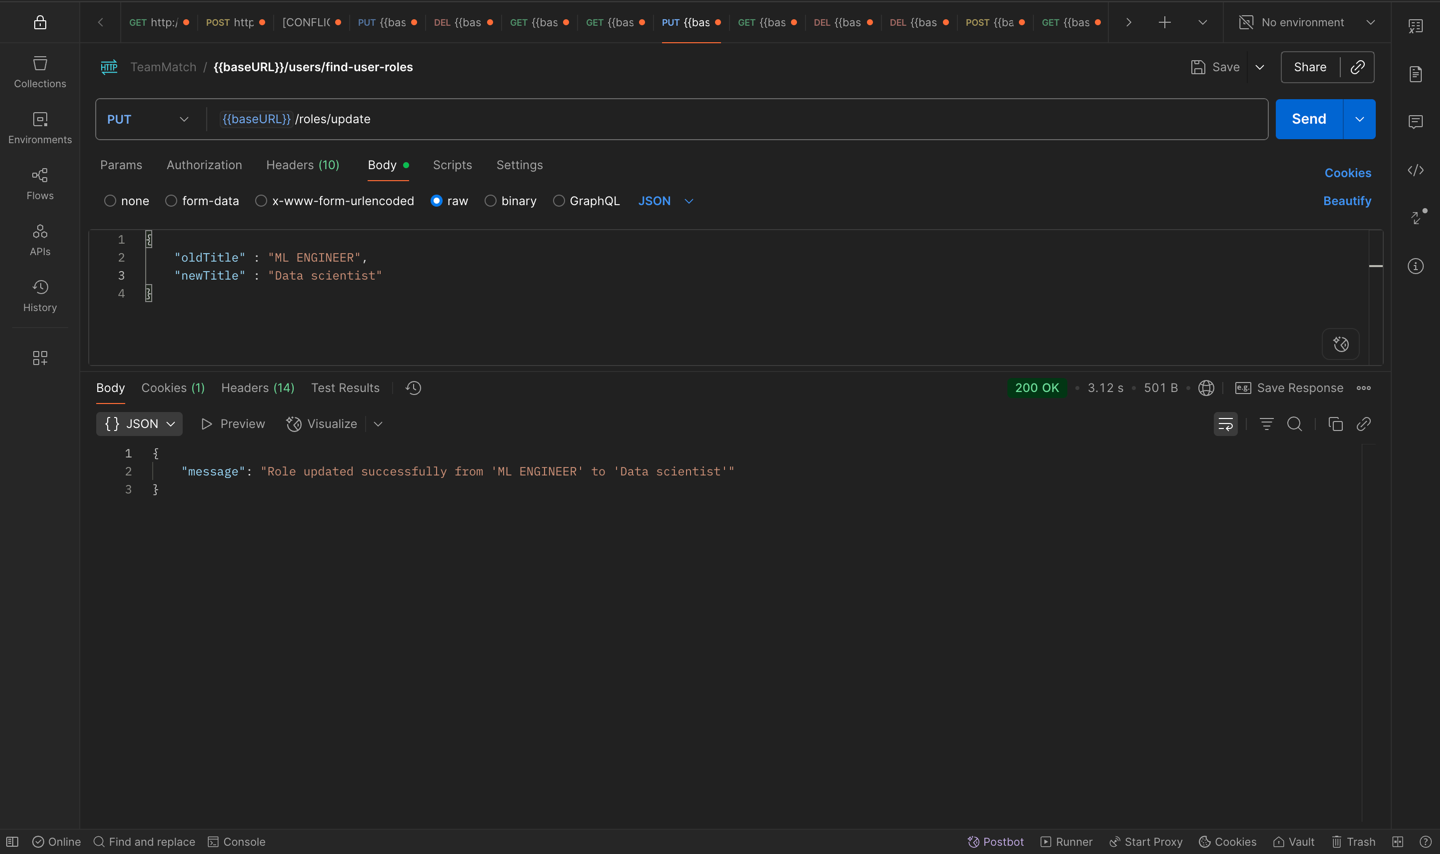 GET http:/
POST http
[CONFLIC
PUT {{bas
DEL {{bas
GET {{bas
GET {{bas
PUT {{bas
GET {{bas
DEL {{bas
DEL {{bas
POST {{ba
GET {{bas
No environment
Collections
Environments
Flows
APIs
History
HTTP TeamMatch / {{baseURL}}/users/find-user-roles
Save
Share
PUT {{baseURL}} /roles/update
Send
Params Authorization Headers (10) Body Scripts Settings
Cookies
none form-data x-www-form-urlencoded raw binary GraphQL JSON
Beautify
1 {
2 "oldTitle" : "ML ENGINEER",
3 "newTitle" : "Data scientist"
4 }
Body Cookies (1) Headers (14) Test Results
200 OK • 3.12 s • 501 B
e.g. Save Response
{} JSON Preview Visualize
1 {
2 "message": "Role updated successfully from 'ML ENGINEER' to 'Data scientist'"
3 }
Online Find and replace Console
Postbot Runner Start Proxy Cookies Vault Trash